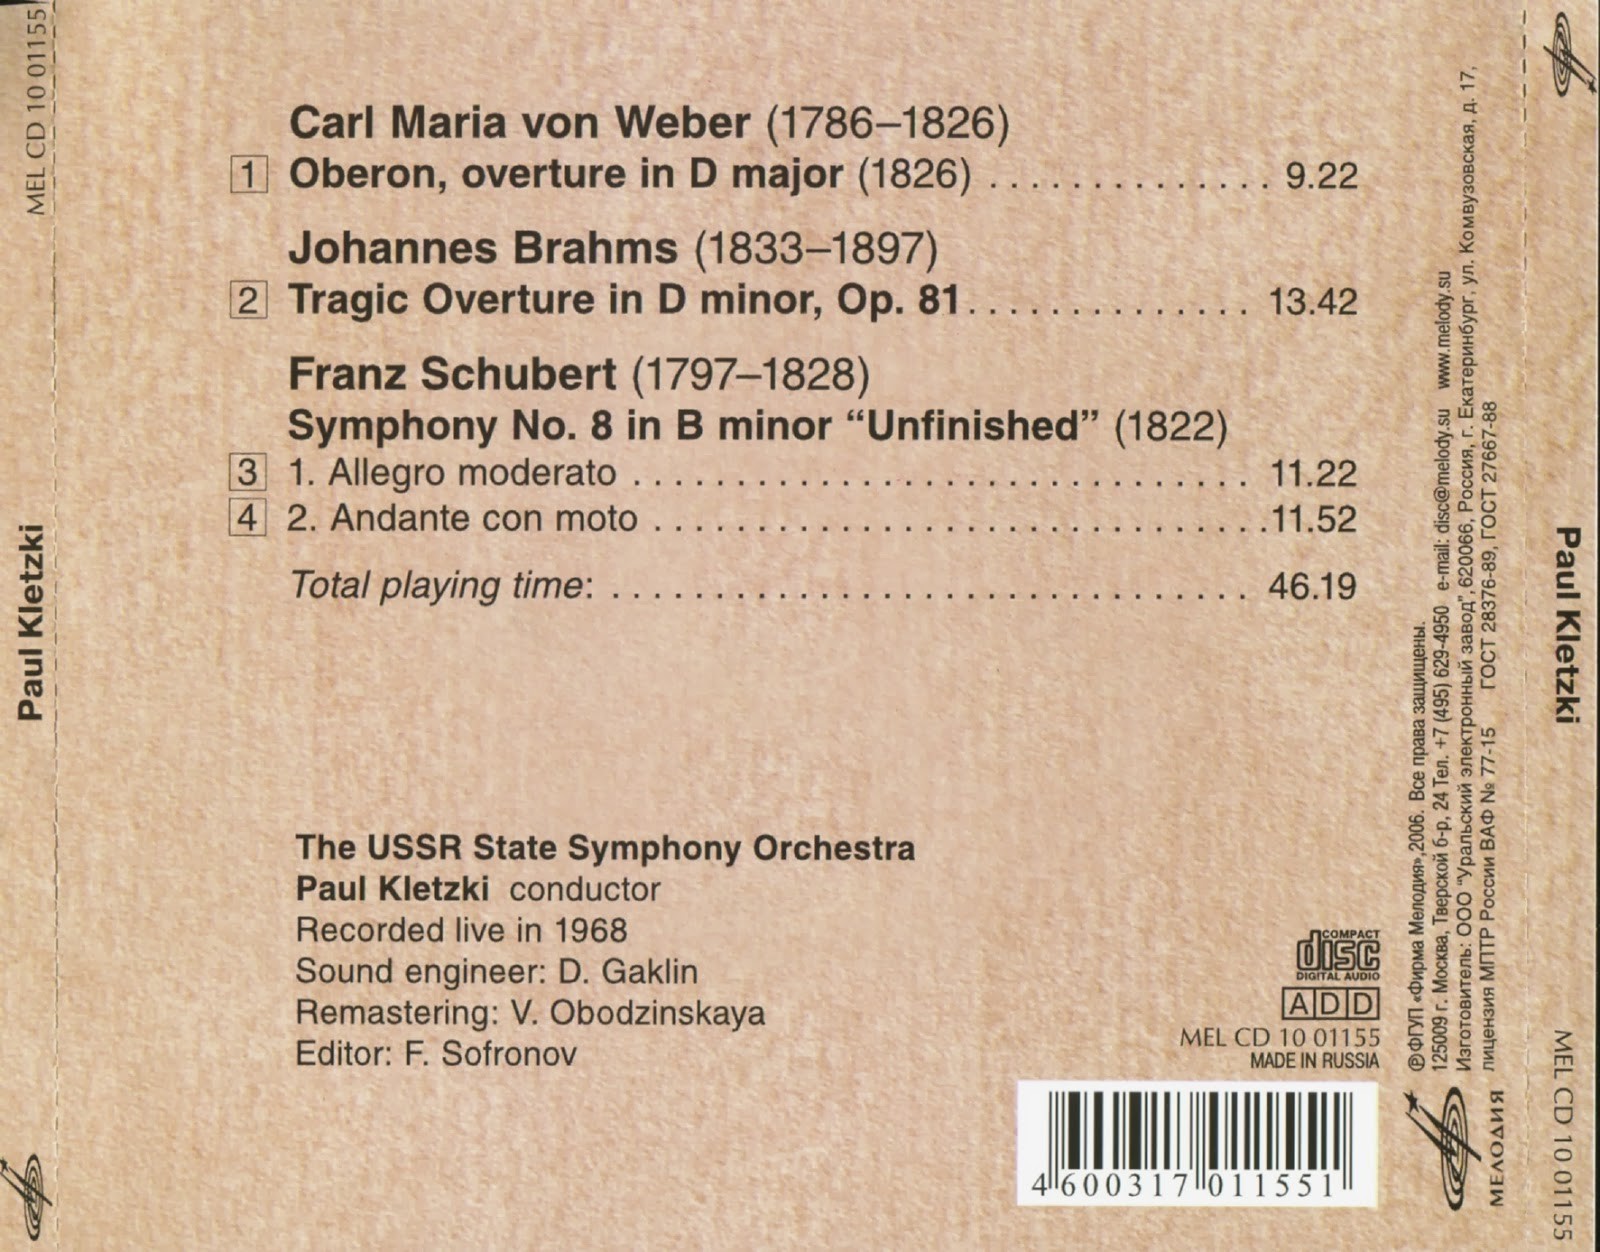 MEL CD 10 01155
Paul Kletzki
Carl Maria von Weber (1786–1826)
1 Oberon, overture in D major (1826) .............. 9.22
Johannes Brahms (1833–1897)
2 Tragic Overture in D minor, Op. 81.............. 13.42
Franz Schubert (1797–1828)
Symphony No. 8 in B minor “Unfinished” (1822)
3 1. Allegro moderato ............................. 11.22
4 2. Andante con moto .............................11.52
Total playing time: .............................. 46.19
The USSR State Symphony Orchestra
Paul Kletzki conductor
Recorded live in 1968
Sound engineer: D. Gaklin
Remastering: V. Obodzinskaya
Editor: F. Sofronov
COMPACT
disc
DIGITAL AUDIO
ADD
MEL CD 10 01155
MADE IN RUSSIA
4 600317 011551
℗ФГУП «Фирма Мелодия»,2006. Все права защищены.
125009 г. Москва, Тверской б-р, 24 Тел. +7 (495) 629-4950 e-mail: disc@melody.su www.melody.su
Изготовитель: ООО “Уральский электронный завод”,620066, Россия, г. Екатеринбург, ул. Комвузовская, д. 17,
лицензия МПТР России ВАФ № 77-15 ГОСТ 28376-89, ГОСТ 27667-88
МЕЛОДИЯ
Paul Kletzki
MEL CD 10 01155